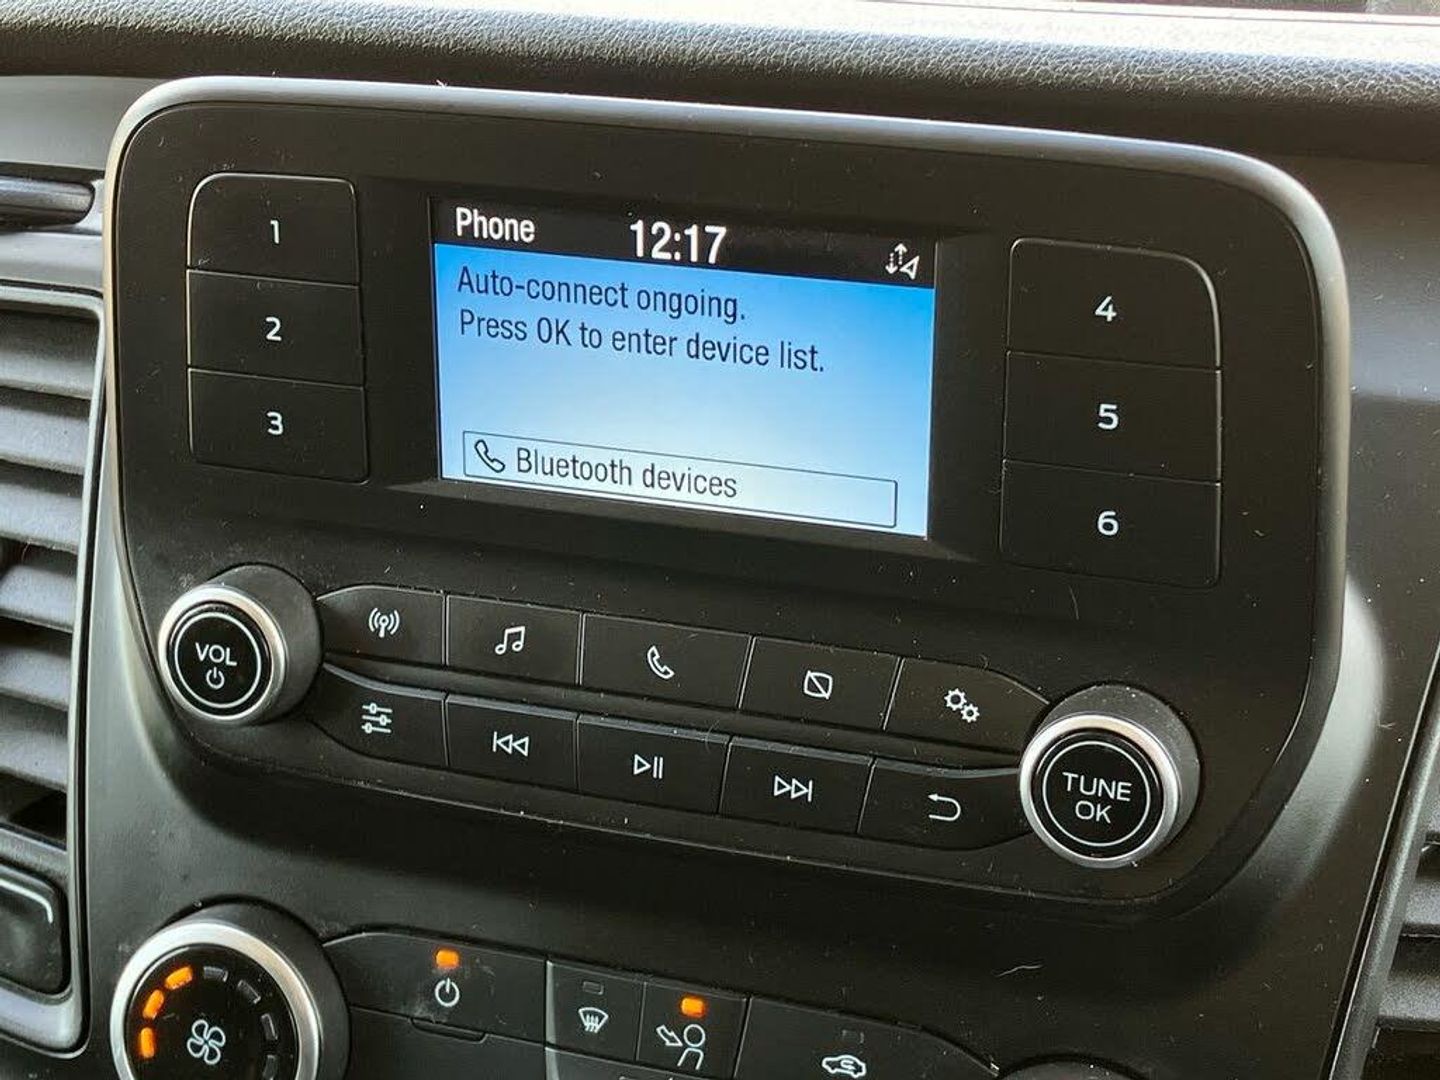 Phone 12:17
Auto-connect ongoing.
Press OK to enter device list.
Bluetooth devices
1
2
3
4
5
6
VOL
TUNE
OK